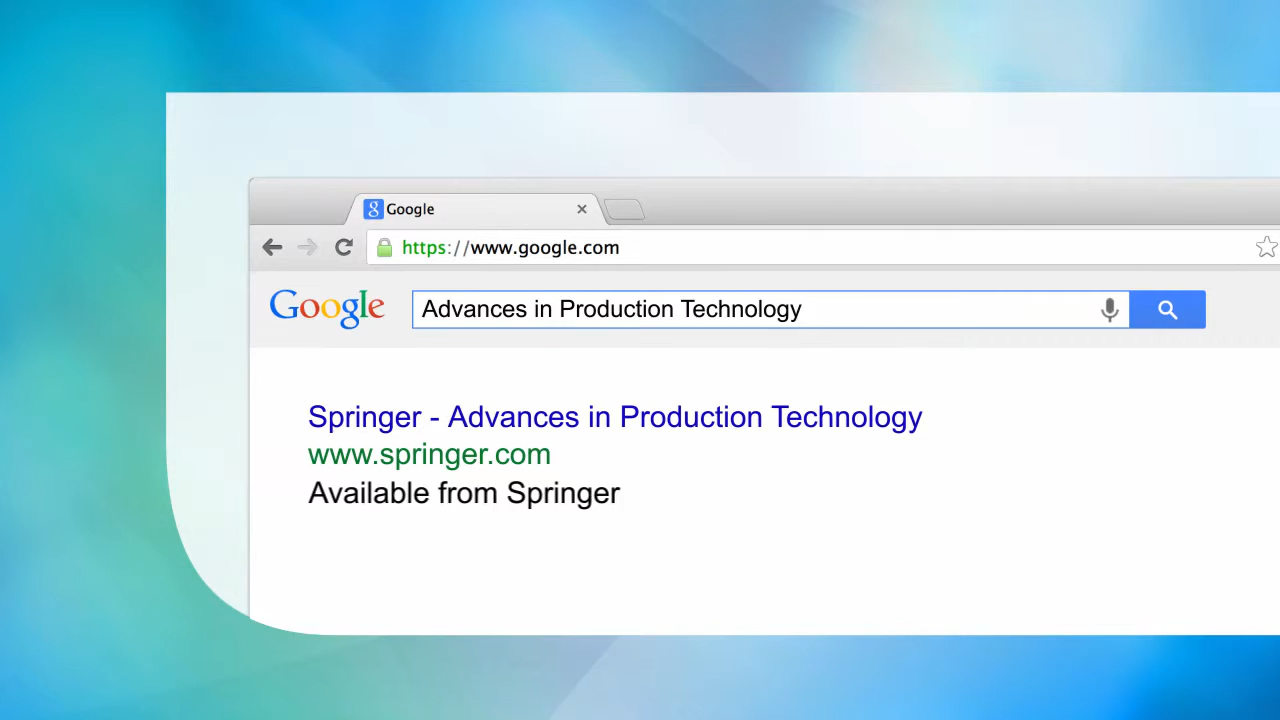 Google
https://www.google.com
Google
Advances in Production Technology
Springer - Advances in Production Technology
www.springer.com
Available from Springer